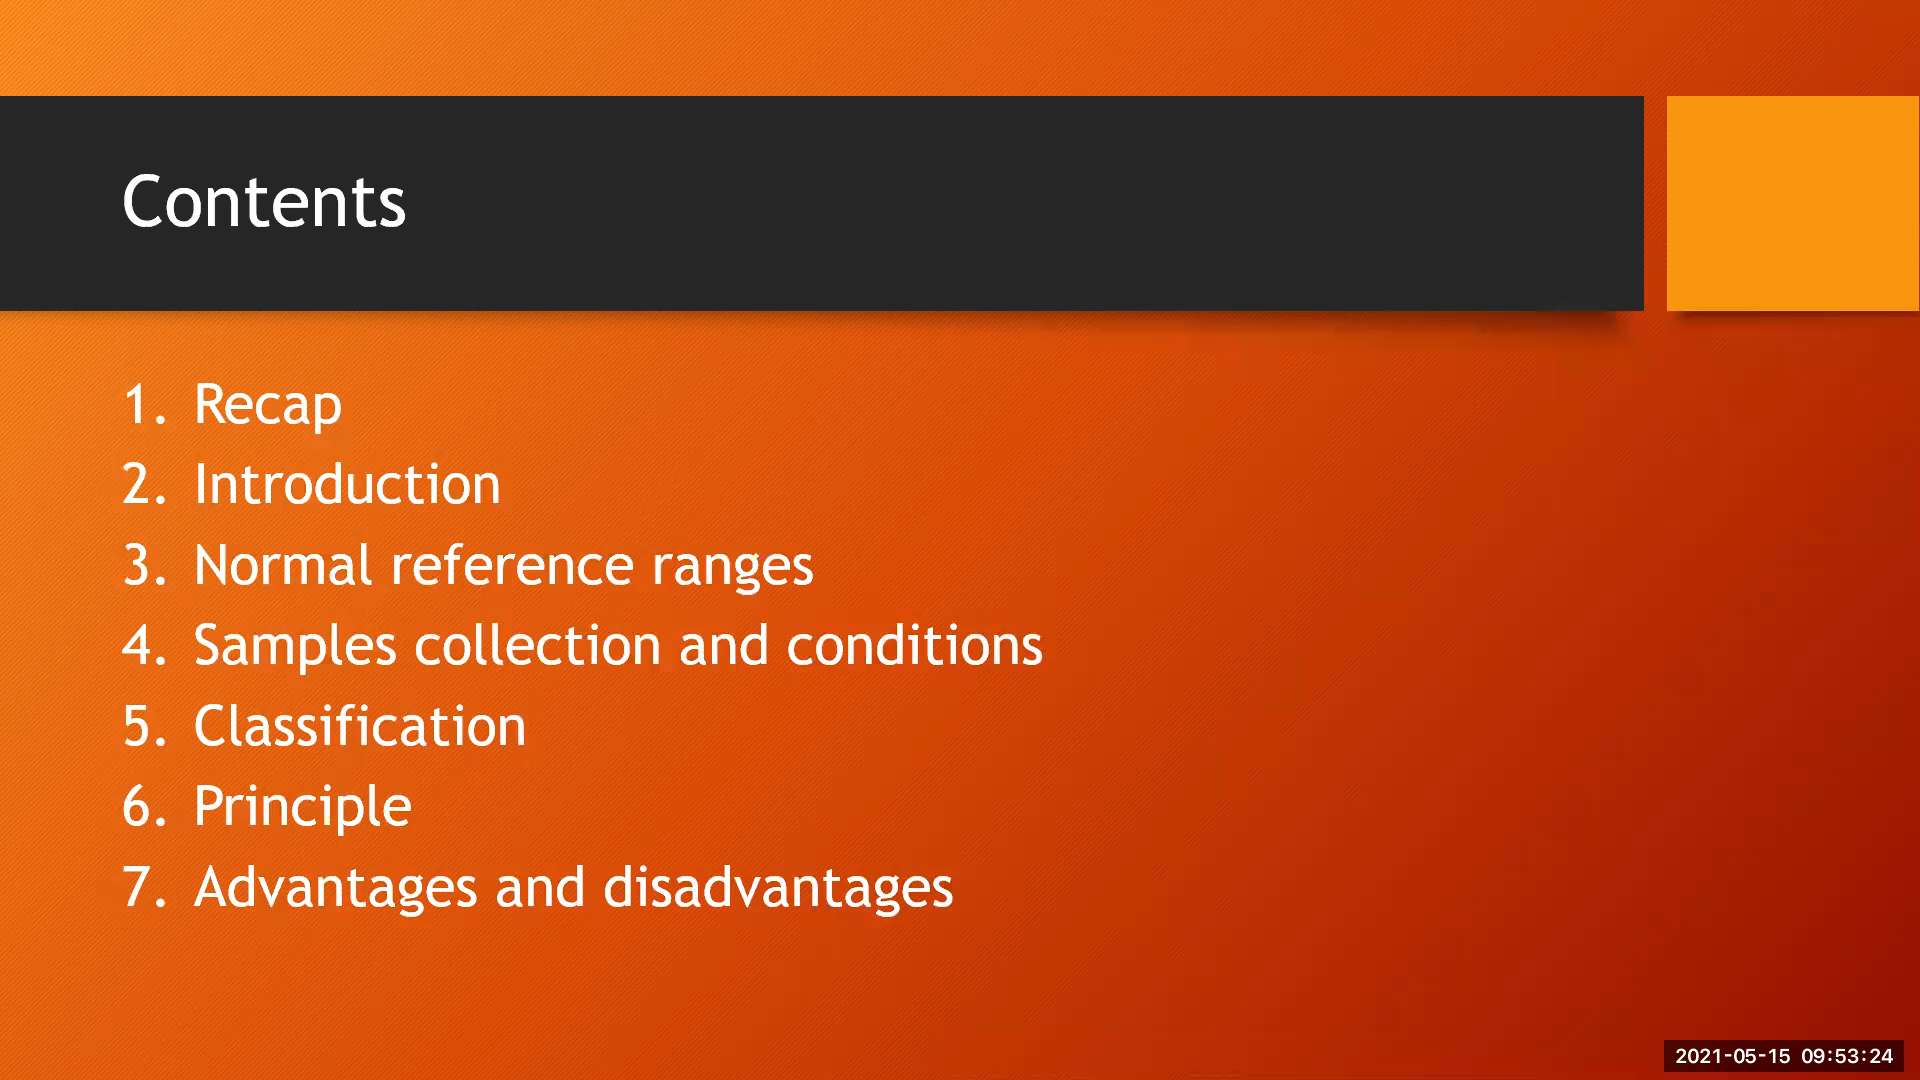 Contents
1. Recap
2. Introduction
3. Normal reference ranges
4. Samples collection and conditions
5. Classification
6. Principle
7. Advantages and disadvantages
2021-05-15 09:53:24